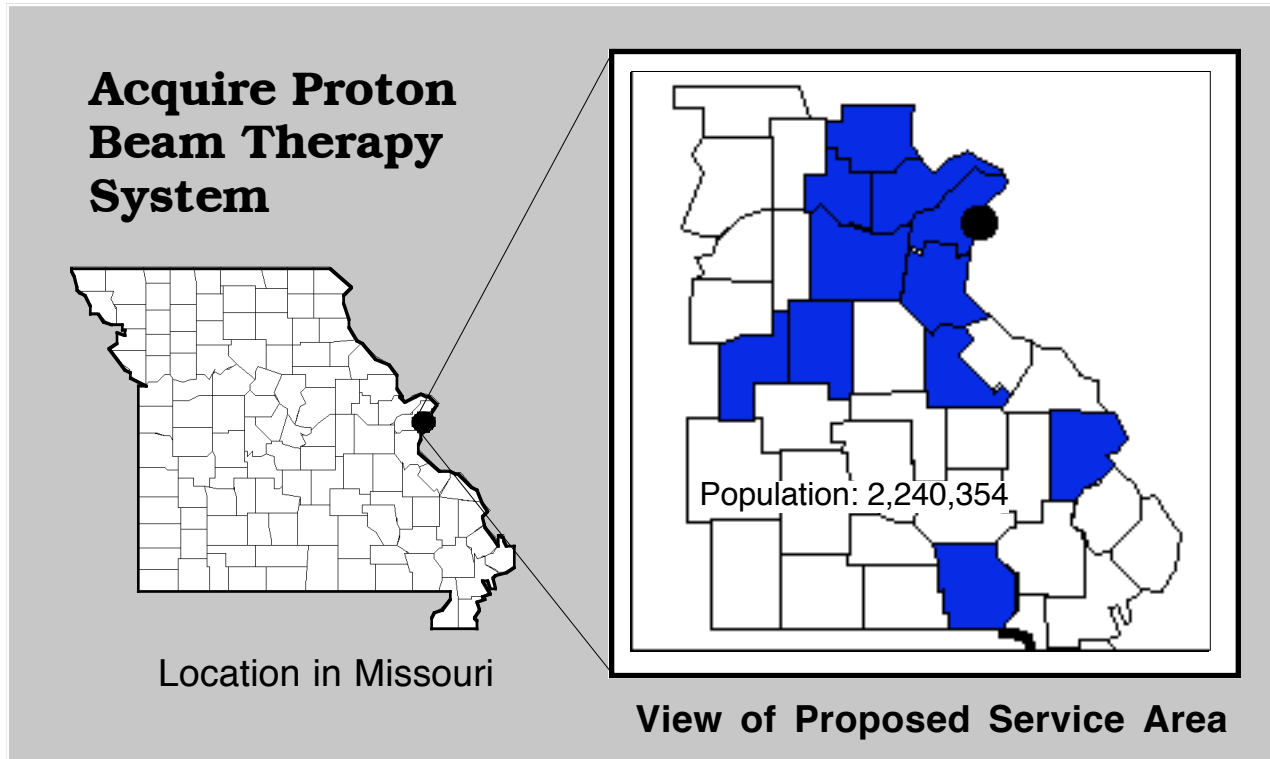 Acquire Proton
Beam Therapy
System
Population: 2,240,354
Location in Missouri
View of Proposed Service Area